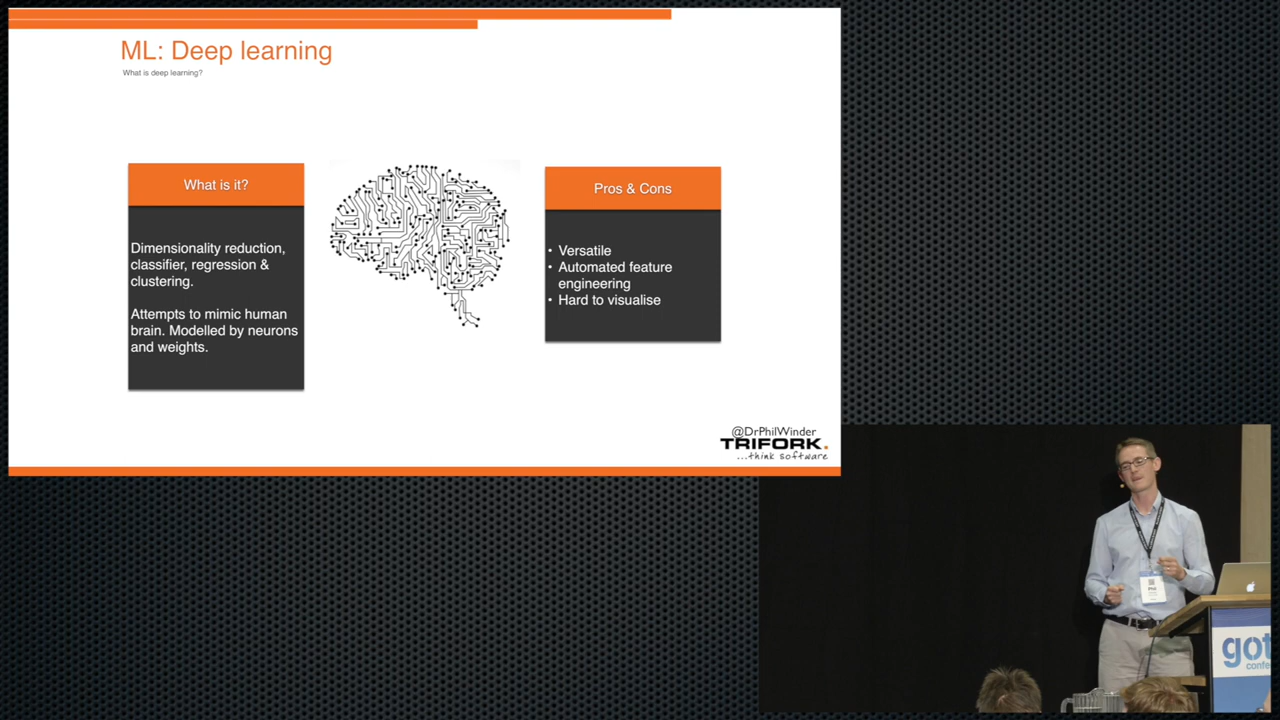 ML: Deep learning
What is deep learning?
What is it?
Dimensionality reduction,
classifier, regression &
clustering.
Attempts to mimic human
brain. Modelled by neurons
and weights.
Pros & Cons
• Versatile
• Automated feature
engineering
• Hard to visualise
@DrPhilWinder
TRIFORK.
...think software
Phil
got
confe